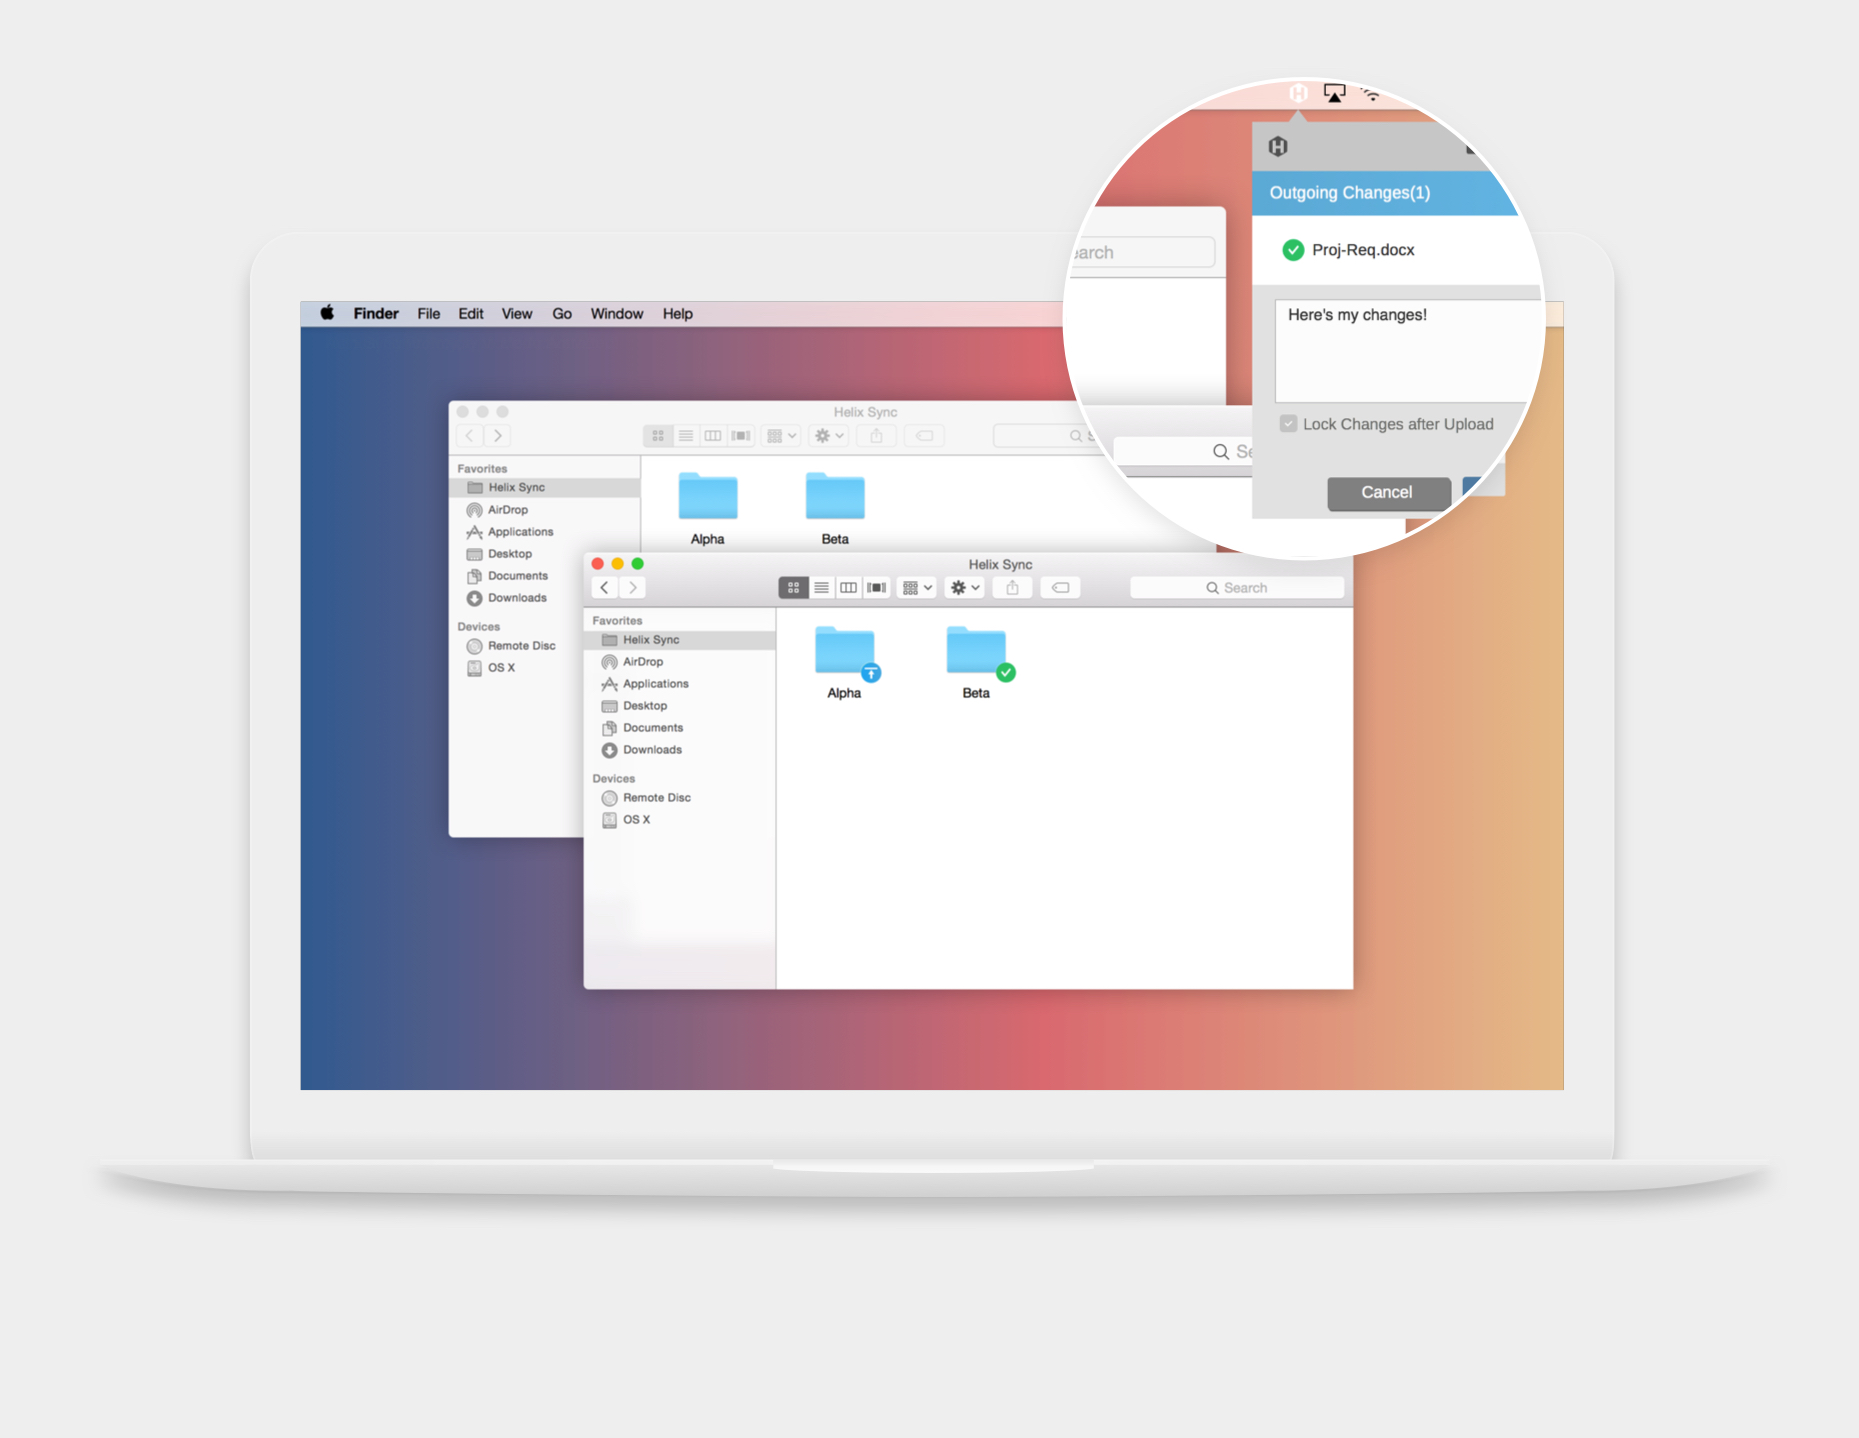 Finder File Edit View Go Window Help
Outgoing Changes(1)
Proj-Req.docx
Here's my changes!
Lock Changes after Upload
Cancel
Helix Sync
Favorites
Helix Sync
AirDrop
Applications
Desktop
Documents
Downloads
Devices
Remote Disc
OS X
Alpha
Beta
Helix Sync
Search
Favorites
Helix Sync
AirDrop
Applications
Desktop
Documents
Downloads
Devices
Remote Disc
OS X
Alpha
Beta